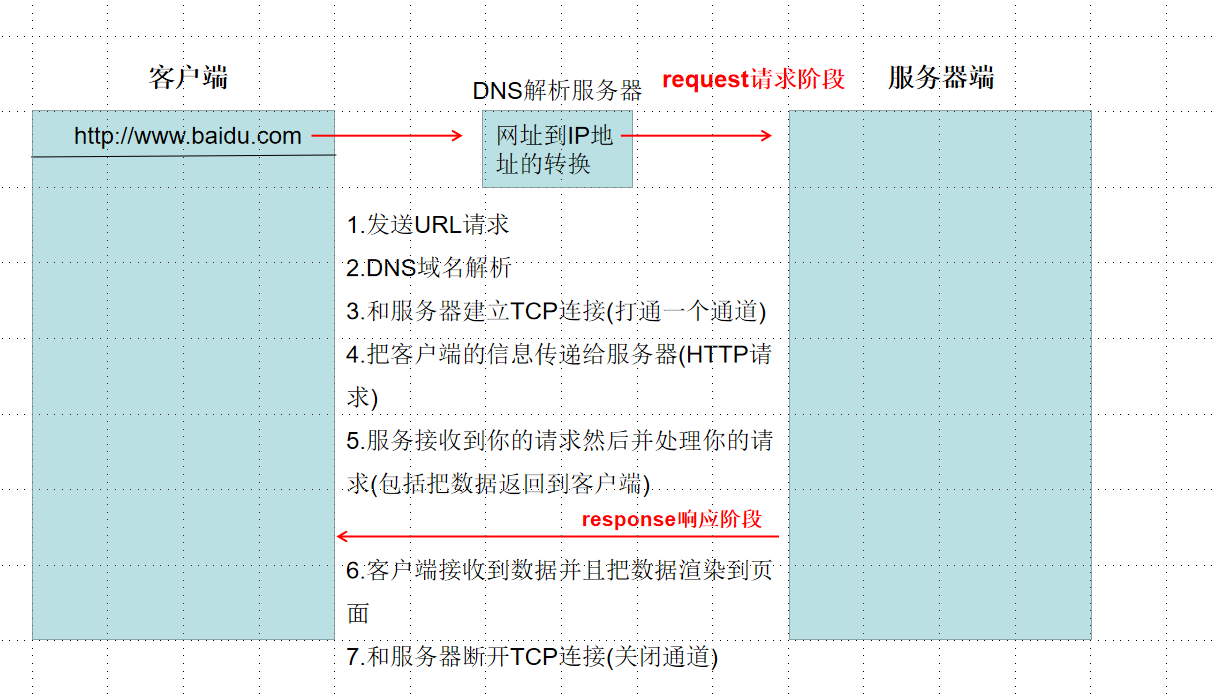 客户端
DNS解析服务器
request请求阶段
服务器端
http://www.baidu.com
网址到IP地
址的转换
1.发送URL请求
2.DNS域名解析
3.和服务器建立TCP连接(打通一个通道)
4.把客户端的信息传递给服务器(HTTP请
求)
5.服务接收到你的请求然后并处理你的请
求(包括把数据返回到客户端)
response响应阶段
6.客户端接收到数据并且把数据渲染到页
面
7.和服务器断开TCP连接(关闭通道)